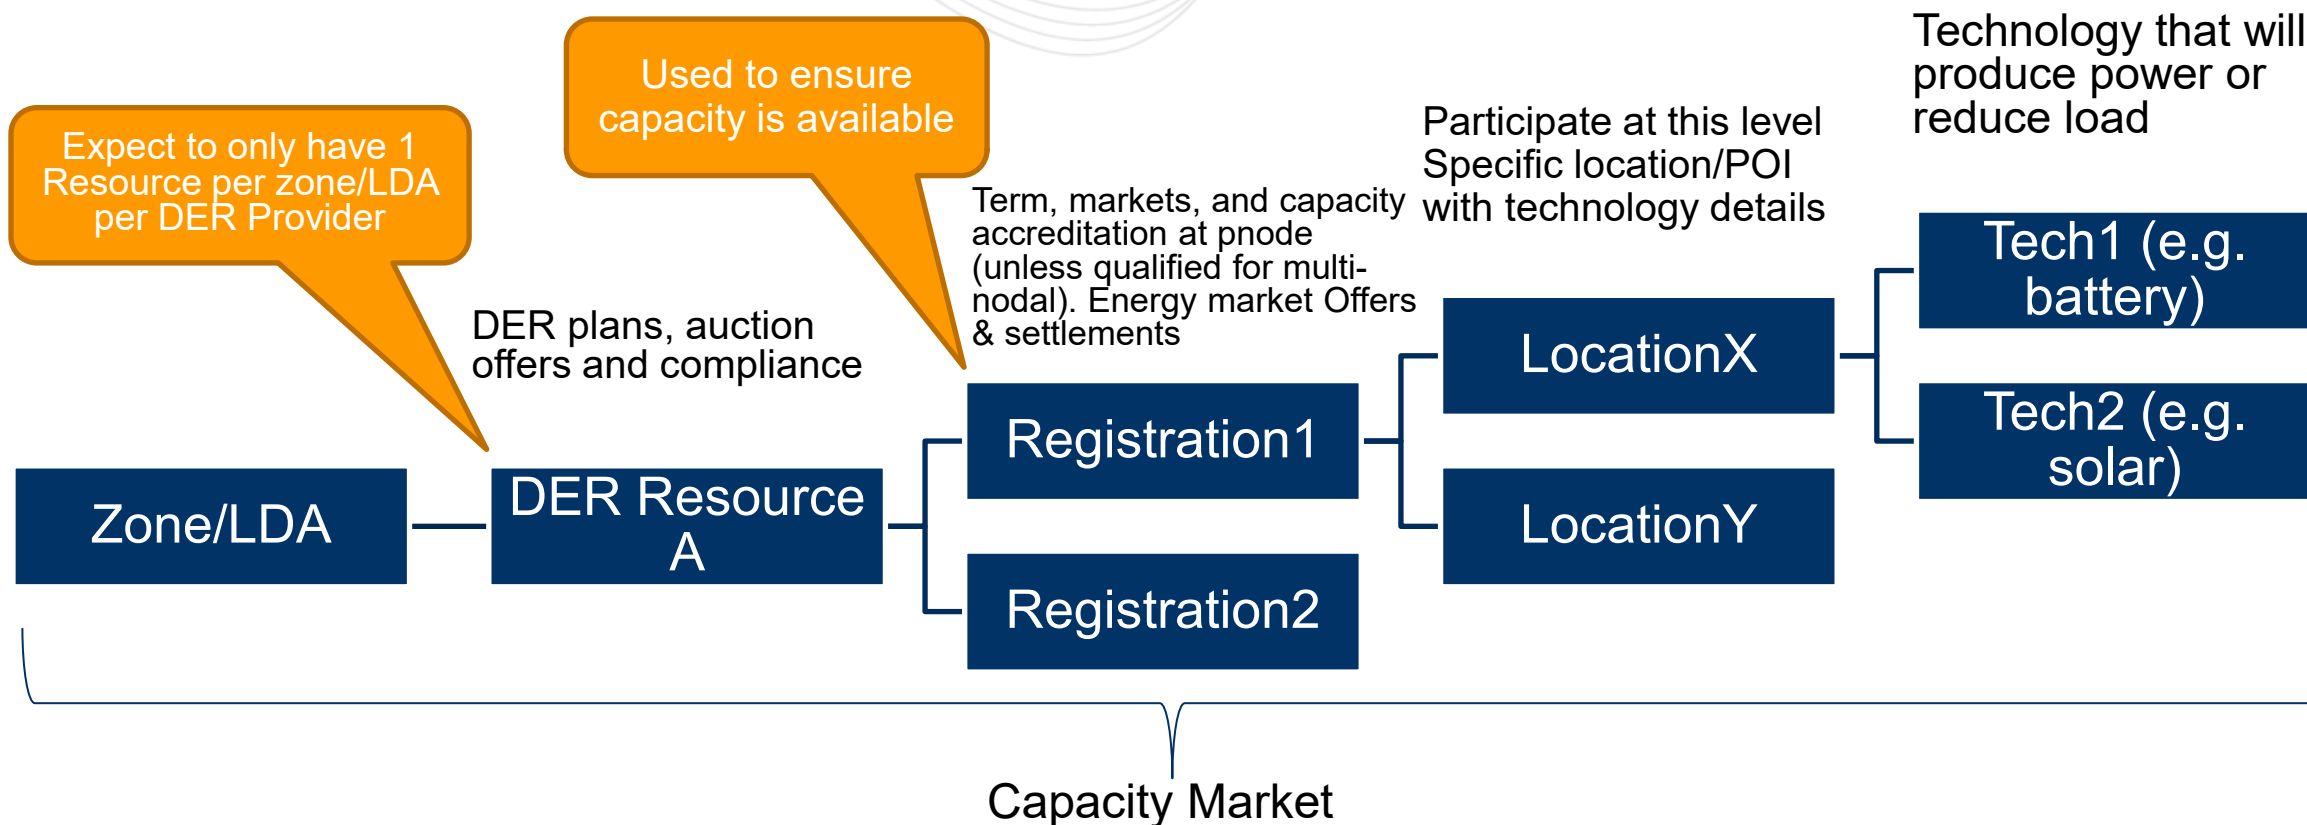 Technology that will
produce power or
reduce load
Used to ensure
capacity is available
Expect to only have 1
Resource per zone/LDA
per DER Provider
Participate at this level
Specific location/POI
with technology details
Term, markets, and capacity
accreditation at pnode
(unless qualified for multi-
nodal). Energy market Offers
& settlements
DER plans, auction
offers and compliance
Zone/LDA
DER Resource
A
Registration1
Registration2
LocationX
LocationY
Tech1 (e.g.
battery)
Tech2 (e.g.
solar)
Capacity Market